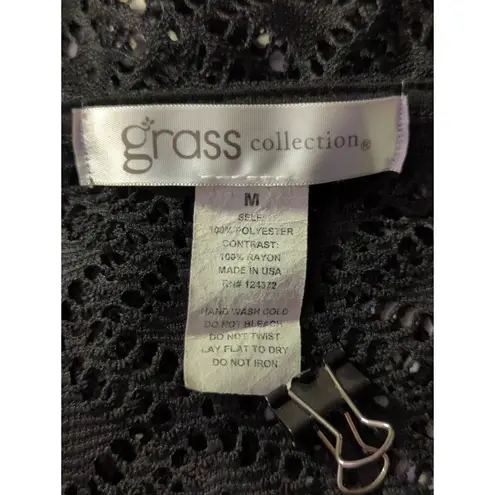 grass collection®
M
SELF:
100% POLYESTER
CONTRAST:
100% RAYON
MADE IN USA
RN# 124372
HAND WASH COLD
DO NOT BLEACH
DO NOT TWIST
LAY FLAT TO DRY
DO NOT IRON